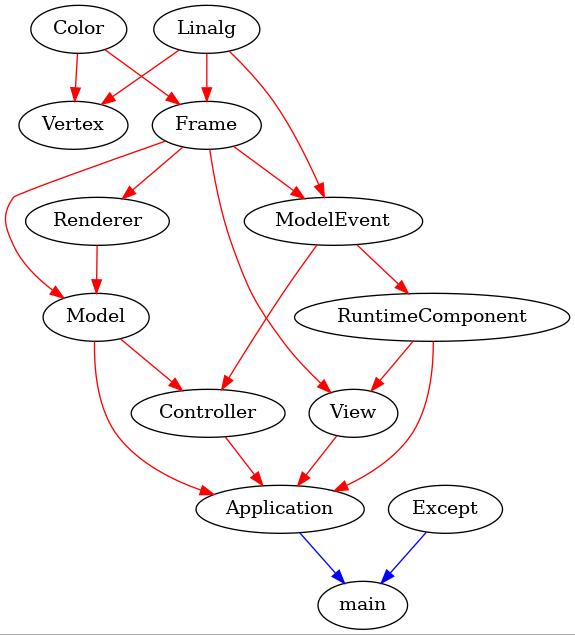 Color
Linalg
Vertex
Frame
Renderer
ModelEvent
Model
RuntimeComponent
Controller
View
Application
Except
main